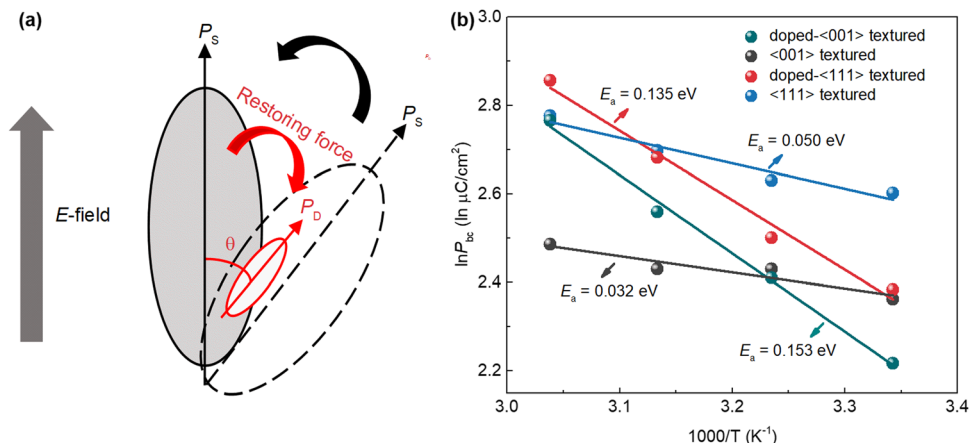 (a)
P_S
P_S
Restoring force
P_D
θ
E-field
(b)
lnP_bc (ln μC/cm²)
3.0
2.8
2.6
2.4
2.2
doped-<001> textured
<001> textured
doped-<111> textured
<111> textured
E_a = 0.135 eV
E_a = 0.050 eV
E_a = 0.032 eV
E_a = 0.153 eV
3.0 3.1 3.2 3.3 3.4
1000/T (K⁻¹)